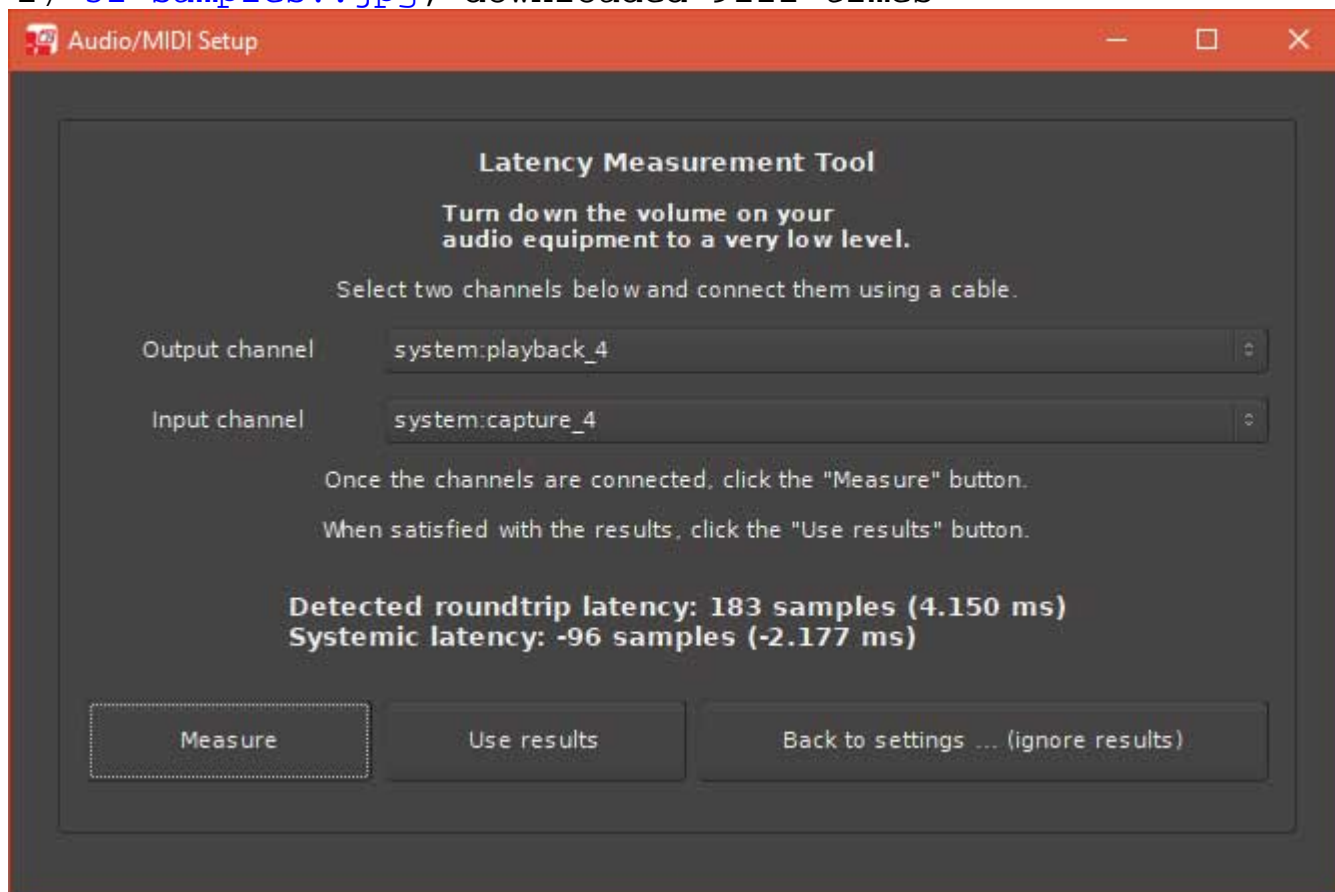 Audio/MIDI Setup
Latency Measurement Tool
Turn down the volume on your
audio equipment to a very low level.
Select two channels below and connect them using a cable.
Output channel system:playback_4
Input channel system:capture_4
Once the channels are connected, click the "Measure" button.
When satisfied with the results, click the "Use results" button.
Detected roundtrip latency: 183 samples (4.150 ms)
Systemic latency: -96 samples (-2.177 ms)
Measure Use results Back to settings ... (ignore results)